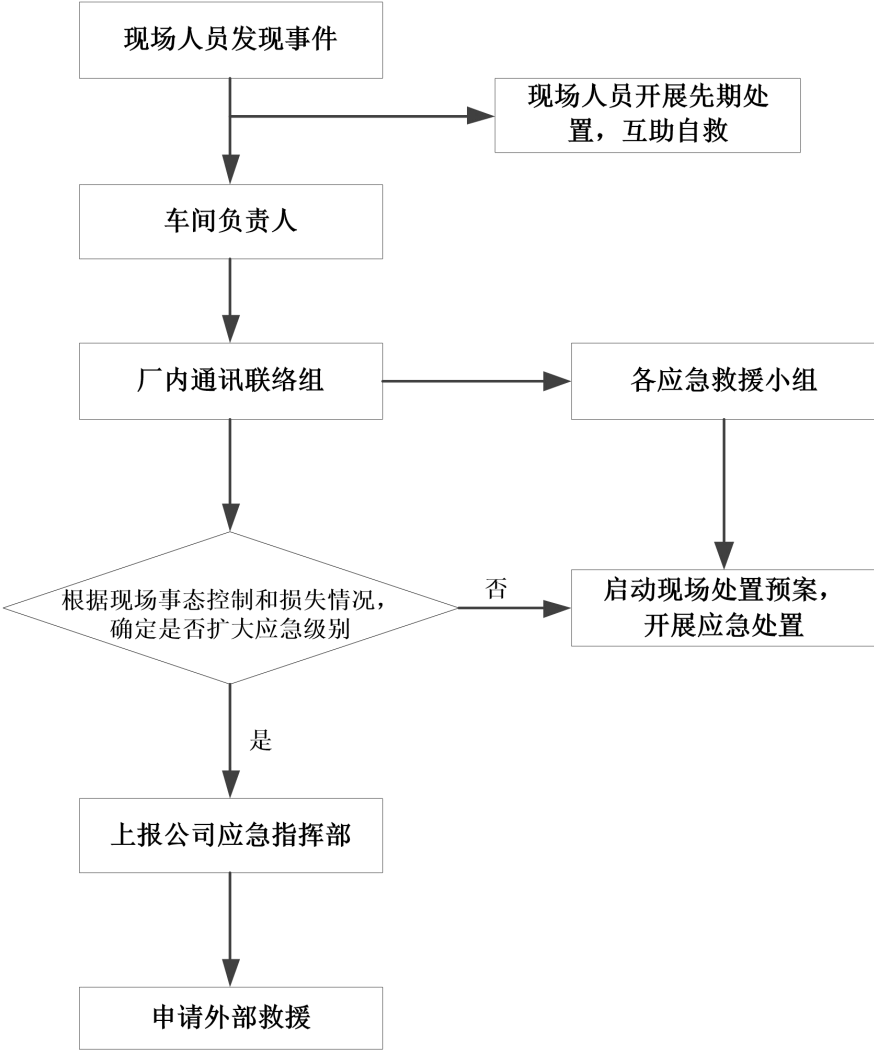 现场人员发现事件
现场人员开展先期处
置，互助自救
车间负责人
厂内通讯联络组
各应急救援小组
根据现场事态控制和损失情况，
确定是否扩大应急级别
否
启动现场处置预案，
开展应急处置
是
上报公司应急指挥部
申请外部救援